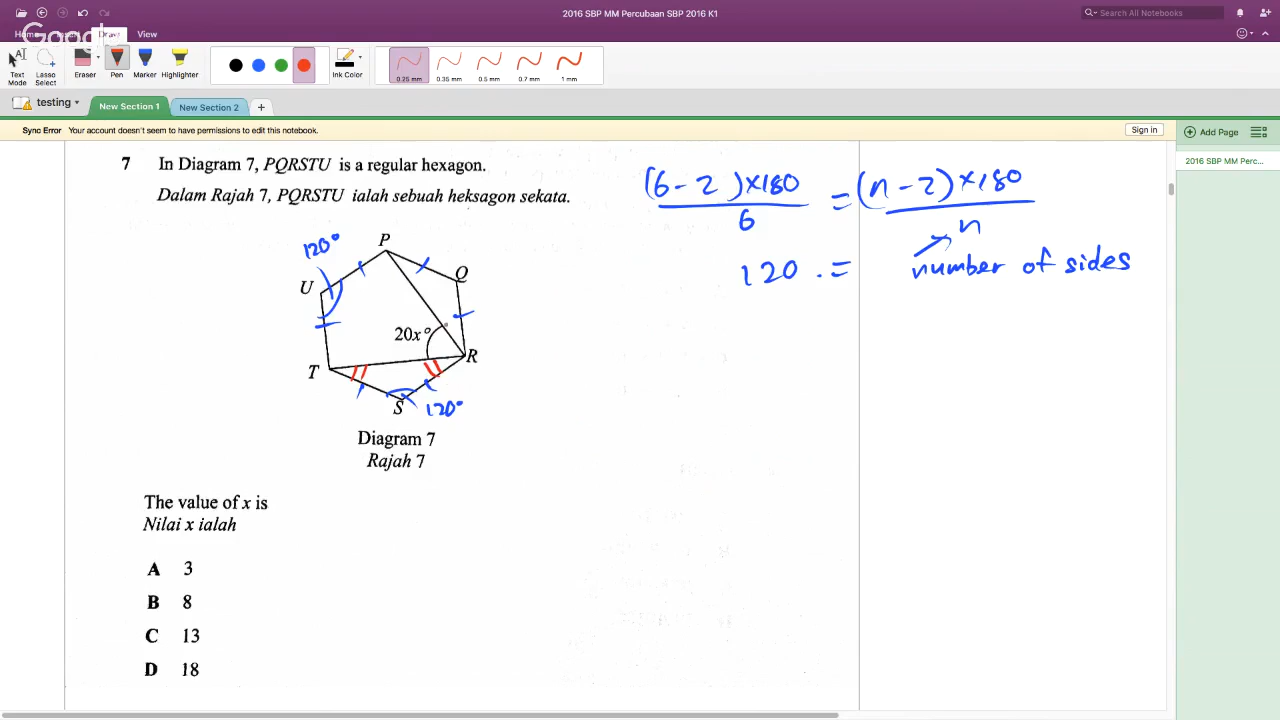 2016 SBP MM Percubaan SBP 2016 K1
Search All Notebooks
Home Insert Draw View
Google
Text Mode
Lasso Select
Eraser
Pen
Marker
Highlighter
Ink Color
0.25 mm
0.35 mm
0.5 mm
0.7 mm
1 mm
testing
New Section 1
New Section 2
+
Sync Error Your account doesn't seem to have permissions to edit this notebook.
Sign in
Add Page
2016 SBP MM Perc...
7 In Diagram 7, PQRSTU is a regular hexagon.
Dalam Rajah 7, PQRSTU ialah sebuah heksagon sekata.
(6 - 2) × 180 / 6 = (n - 2) × 180 / n
120 . =
number of sides
120°
P
U
Q
20x°
T
R
S
120°
Diagram 7
Rajah 7
The value of x is
Nilai x ialah
A 3
B 8
C 13
D 18